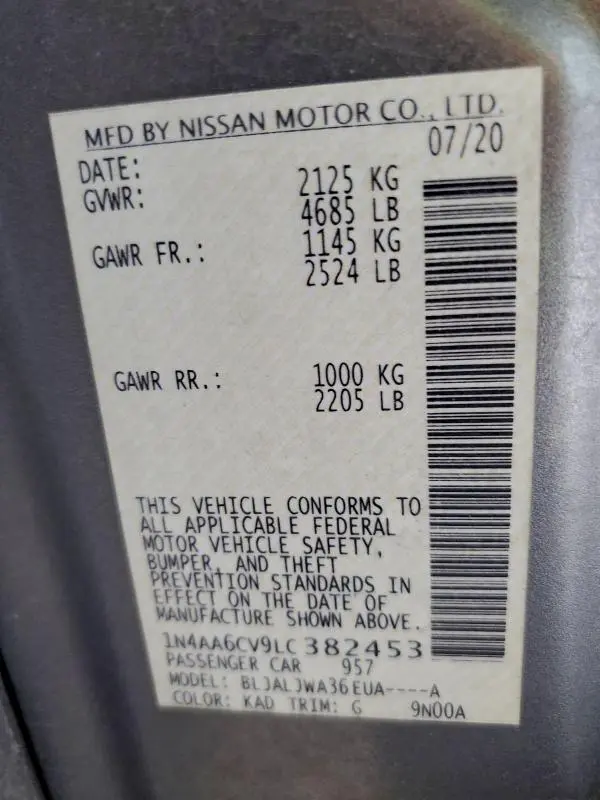 MFD BY NISSAN MOTOR CO., LTD.
DATE: 07/20
GVWR: 2125 KG
4685 LB
GAWR FR.: 1145 KG
2524 LB
GAWR RR.: 1000 KG
2205 LB
THIS VEHICLE CONFORMS TO
ALL APPLICABLE FEDERAL
MOTOR VEHICLE SAFETY,
BUMPER, AND THEFT
PREVENTION STANDARDS IN
EFFECT ON THE DATE OF
MANUFACTURE SHOWN ABOVE.
1N4AA6CV9LC382453
PASSENGER CAR 957
MODEL: BLJALJWA36EUA----A
COLOR: KAD TRIM: G 9N00A